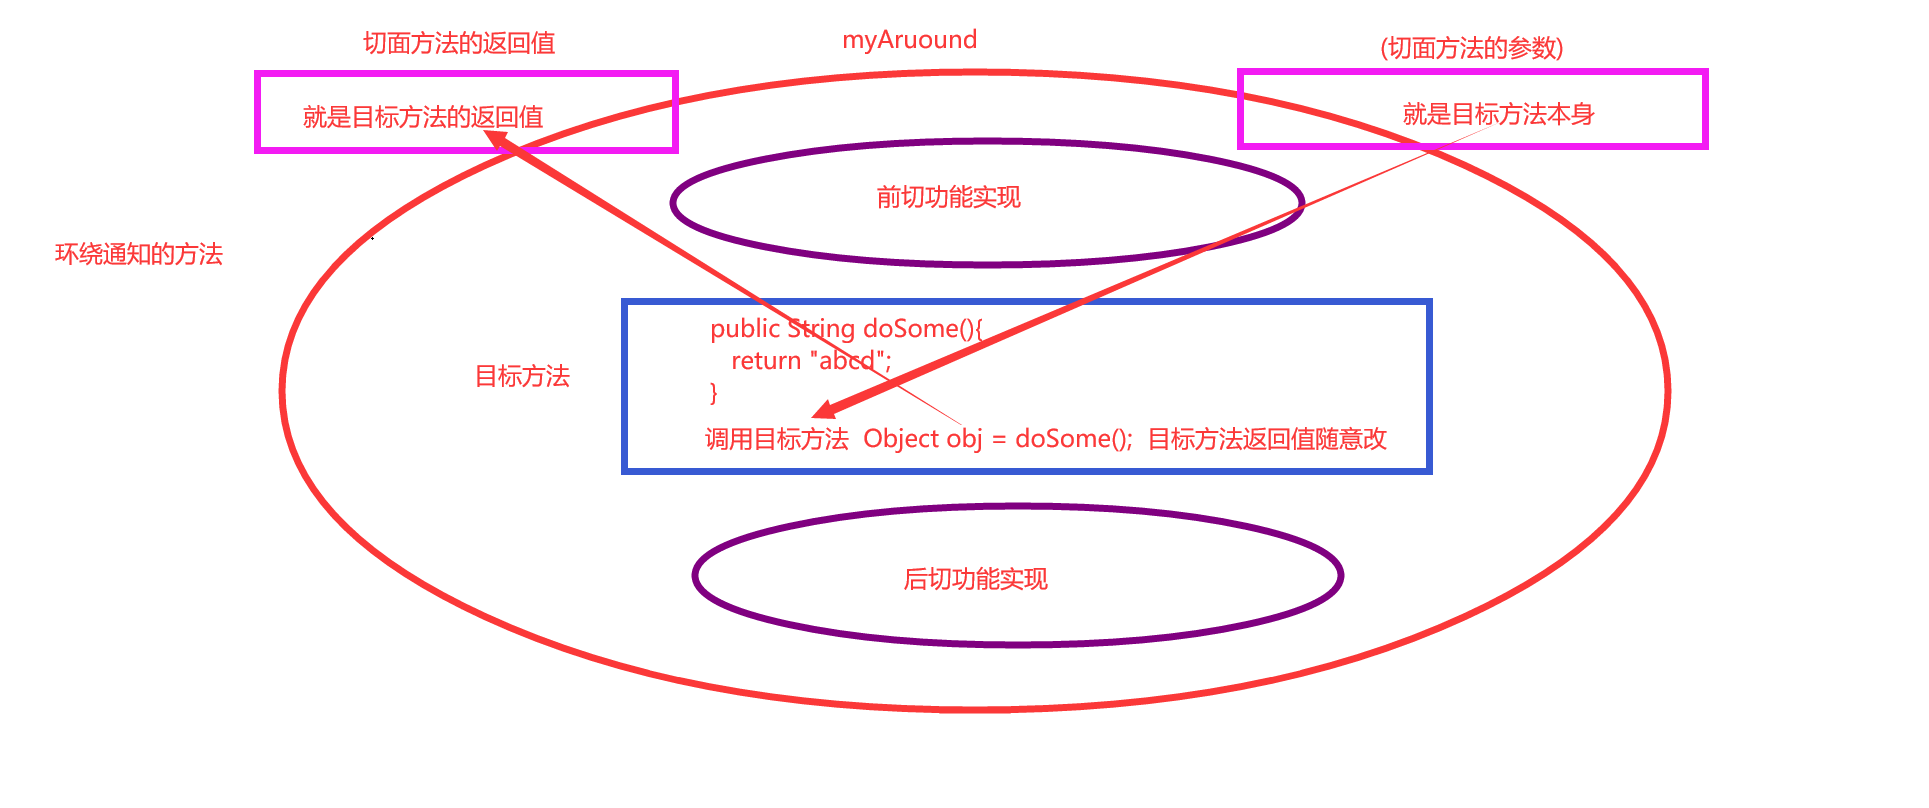 切面方法的返回值
myAruound
(切面方法的参数)
就是目标方法的返回值
就是目标方法本身
前切功能实现
环绕通知的方法
public String doSome(){
return "abcd";
}
目标方法
调用目标方法 Object obj = doSome(); 目标方法返回值随意改
后切功能实现